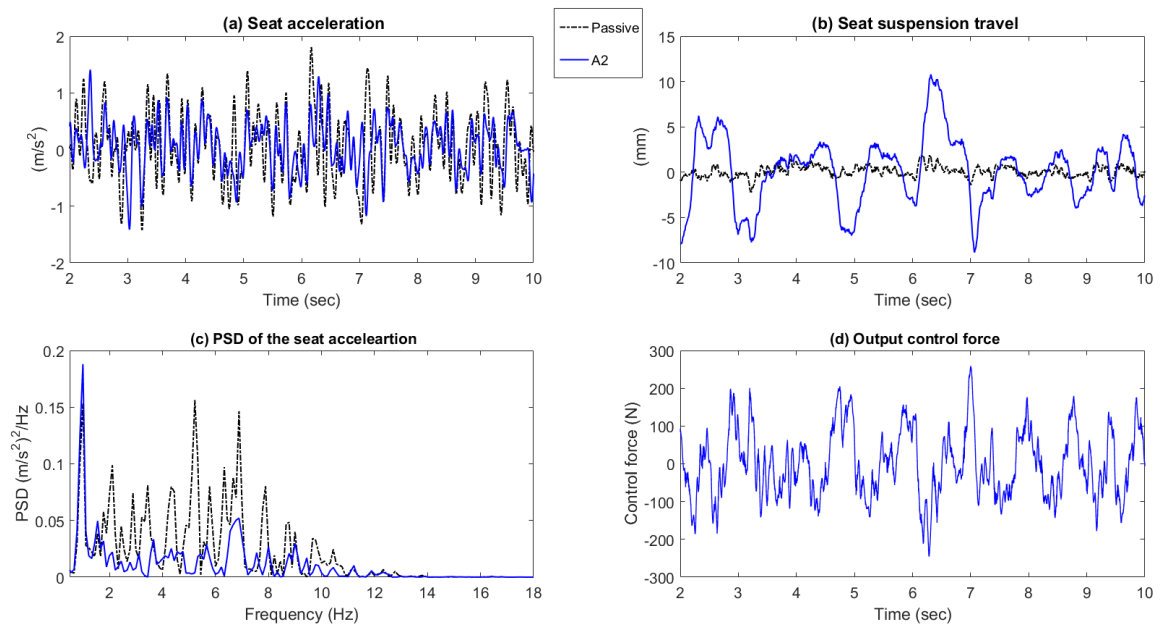 (a) Seat acceleration
Passive
A2
(b) Seat suspension travel
2
1
0
-1
-2
(m/s²)
2 3 4 5 6 7 8 9 10
Time (sec)
15
10
5
0
-5
-10
(mm)
2 3 4 5 6 7 8 9 10
Time (sec)
(c) PSD of the seat acceleartion
0.2
0.15
0.1
0.05
0
PSD (m/s²)²/Hz
2 4 6 8 10 12 14 16 18
Frequency (Hz)
(d) Output control force
300
200
100
0
-100
-200
-300
Control force (N)
2 3 4 5 6 7 8 9 10
Time (sec)